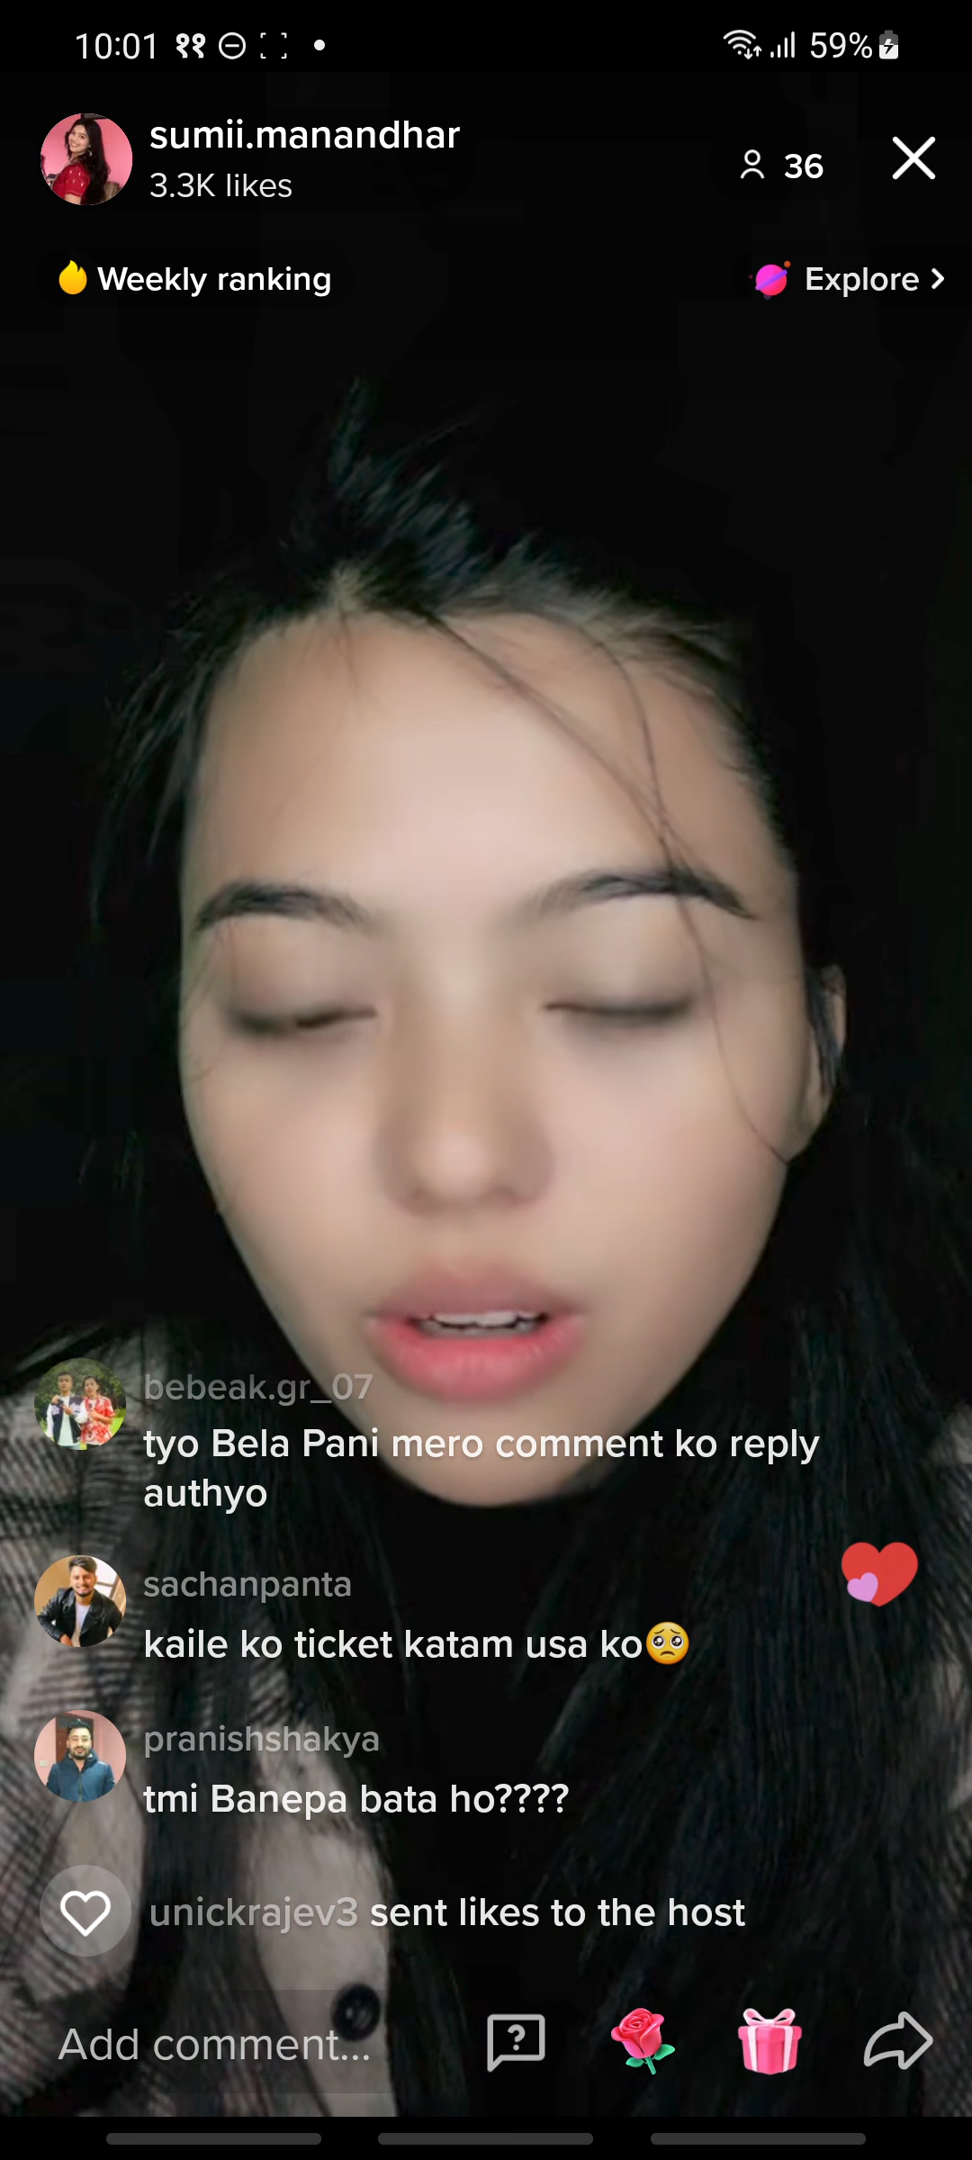 10:01
59%
sumii.manandhar
3.3K likes
36
Weekly ranking
Explore >
bebeak.gr_07
tyo Bela Pani mero comment ko reply
authyo
sachanpanta
kaile ko ticket katam usa ko🥺
pranishshakya
tmi Banepa bata ho????
unickrajev3 sent likes to the host
Add comment...